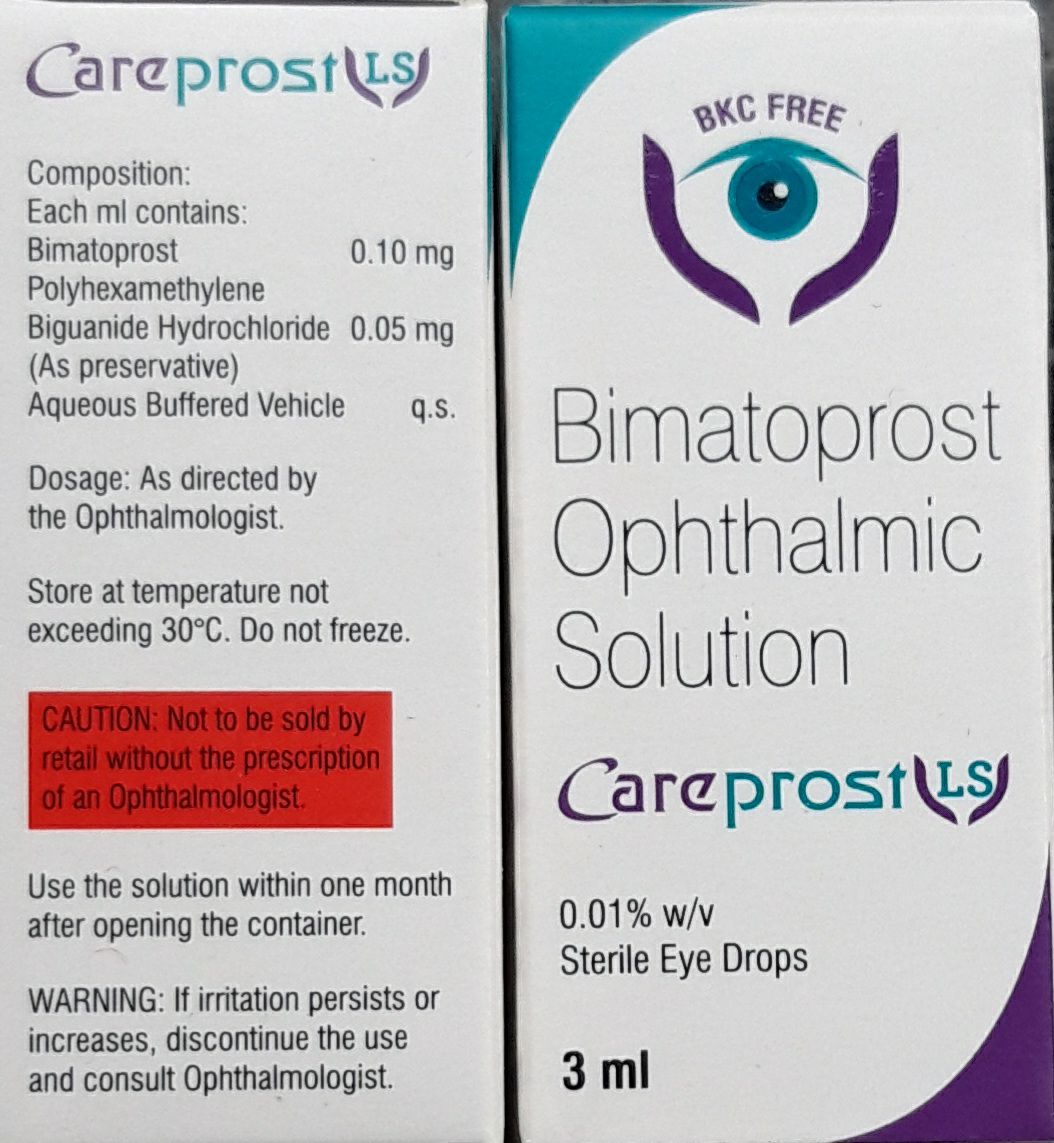 Careprost LS
Composition:
Each ml contains:
Bimatoprost 0.10 mg
Polyhexamethylene
Biguanide Hydrochloride 0.05 mg
(As preservative)
Aqueous Buffered Vehicle q.s.
Dosage: As directed by
the Ophthalmologist.
Store at temperature not
exceeding 30°C. Do not freeze.
CAUTION: Not to be sold by
retail without the prescription
of an Ophthalmologist.
Use the solution within one month
after opening the container.
WARNING: If irritation persists or
increases, discontinue the use
and consult Ophthalmologist.
BKC FREE
Bimatoprost
Ophthalmic
Solution
Careprost LS
0.01% w/v
Sterile Eye Drops
3 ml